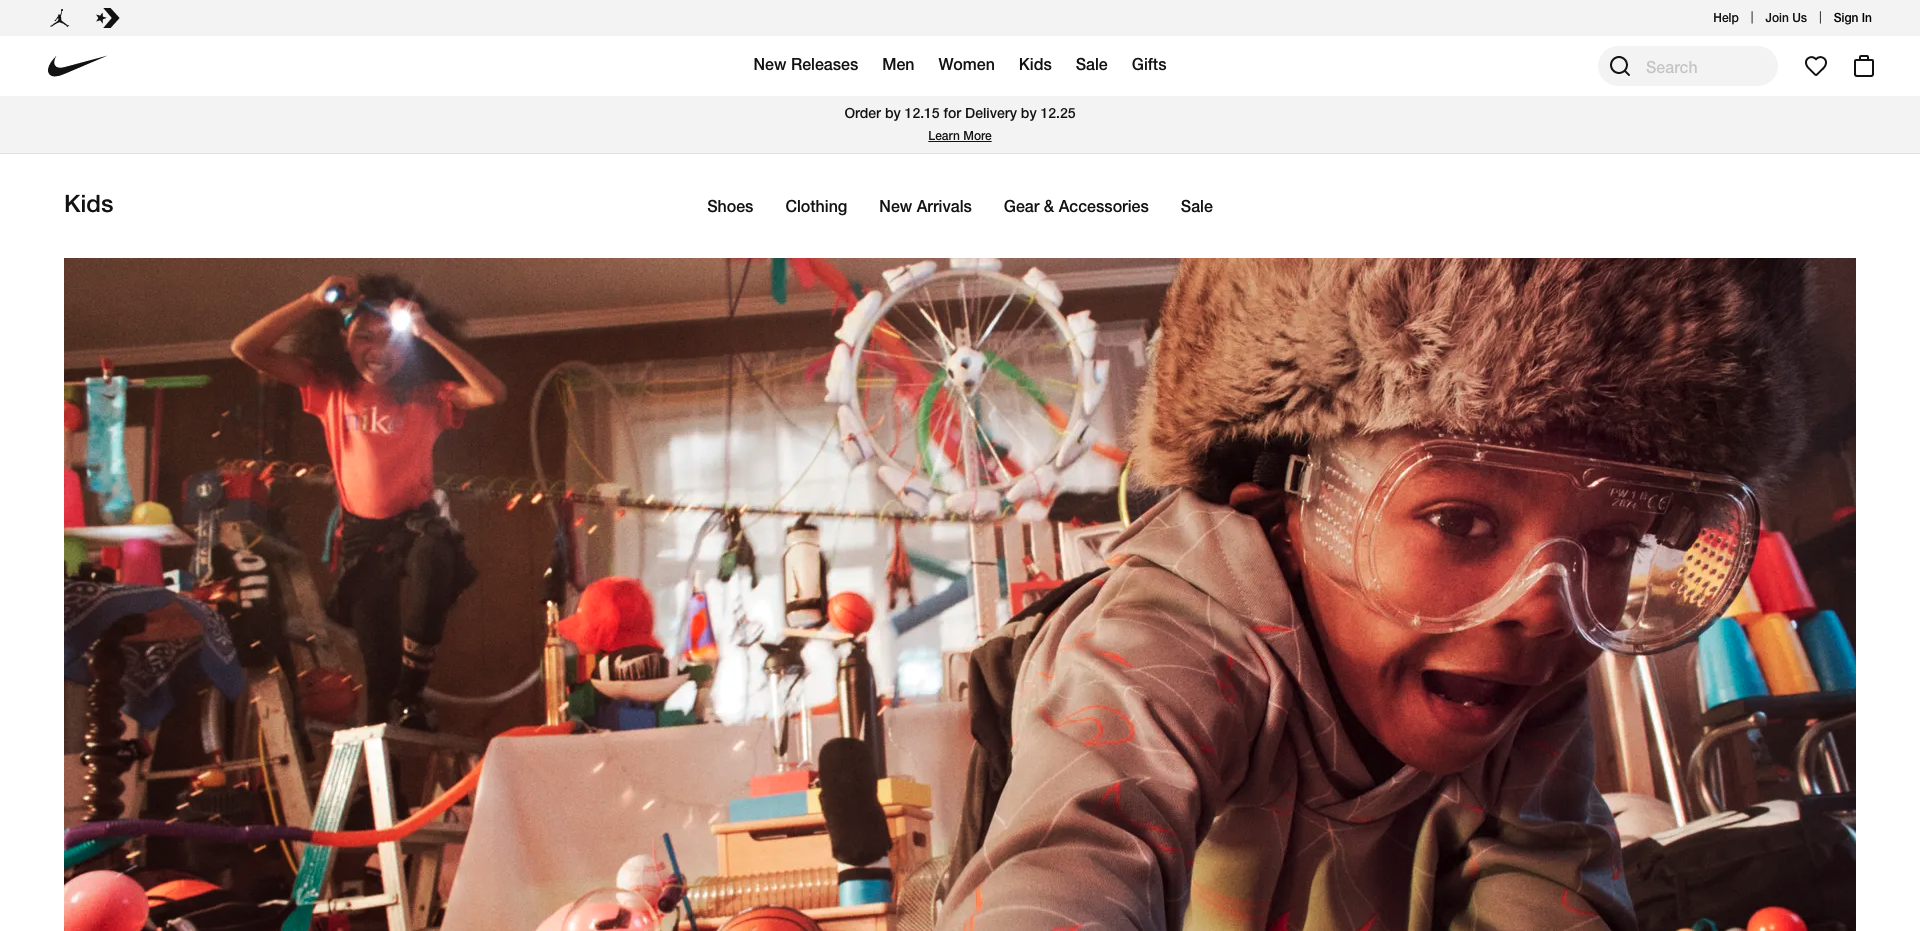 Help | Join Us | Sign In
New Releases Men Women Kids Sale Gifts
Search
Order by 12.15 for Delivery by 12.25
Learn More
Kids
Shoes Clothing New Arrivals Gear & Accessories Sale
nike
CE